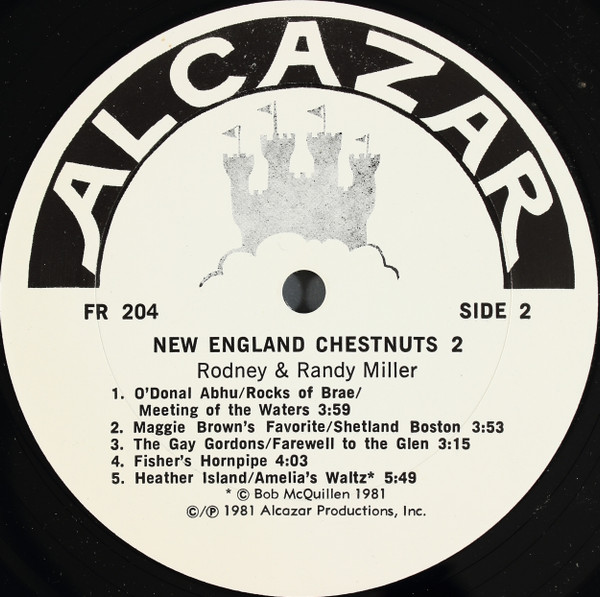 ALCAZAR
FR 204
SIDE 2
NEW ENGLAND CHESTNUTS 2
Rodney & Randy Miller
1. O'Donal Abhu/Rocks of Brae/
Meeting of the Waters 3:59
2. Maggie Brown's Favorite/Shetland Boston 3:53
3. The Gay Gordons/Farewell to the Glen 3:15
4. Fisher's Hornpipe 4:03
5. Heather Island/Amelia's Waltz* 5:49
* © Bob McQuillen 1981
©/℗ 1981 Alcazar Productions, Inc.